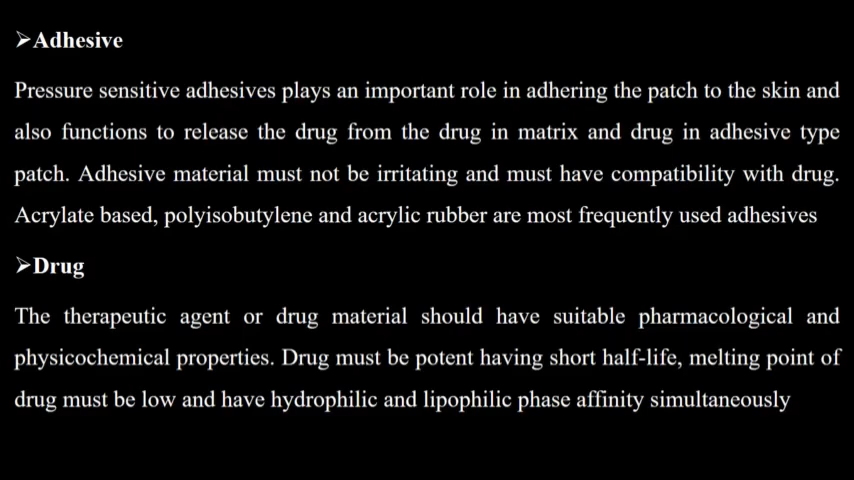 ➢Adhesive
Pressure sensitive adhesives plays an important role in adhering the patch to the skin and
also functions to release the drug from the drug in matrix and drug in adhesive type
patch. Adhesive material must not be irritating and must have compatibility with drug.
Acrylate based, polyisobutylene and acrylic rubber are most frequently used adhesives
➢Drug
The therapeutic agent or drug material should have suitable pharmacological and
physicochemical properties. Drug must be potent having short half-life, melting point of
drug must be low and have hydrophilic and lipophilic phase affinity simultaneously